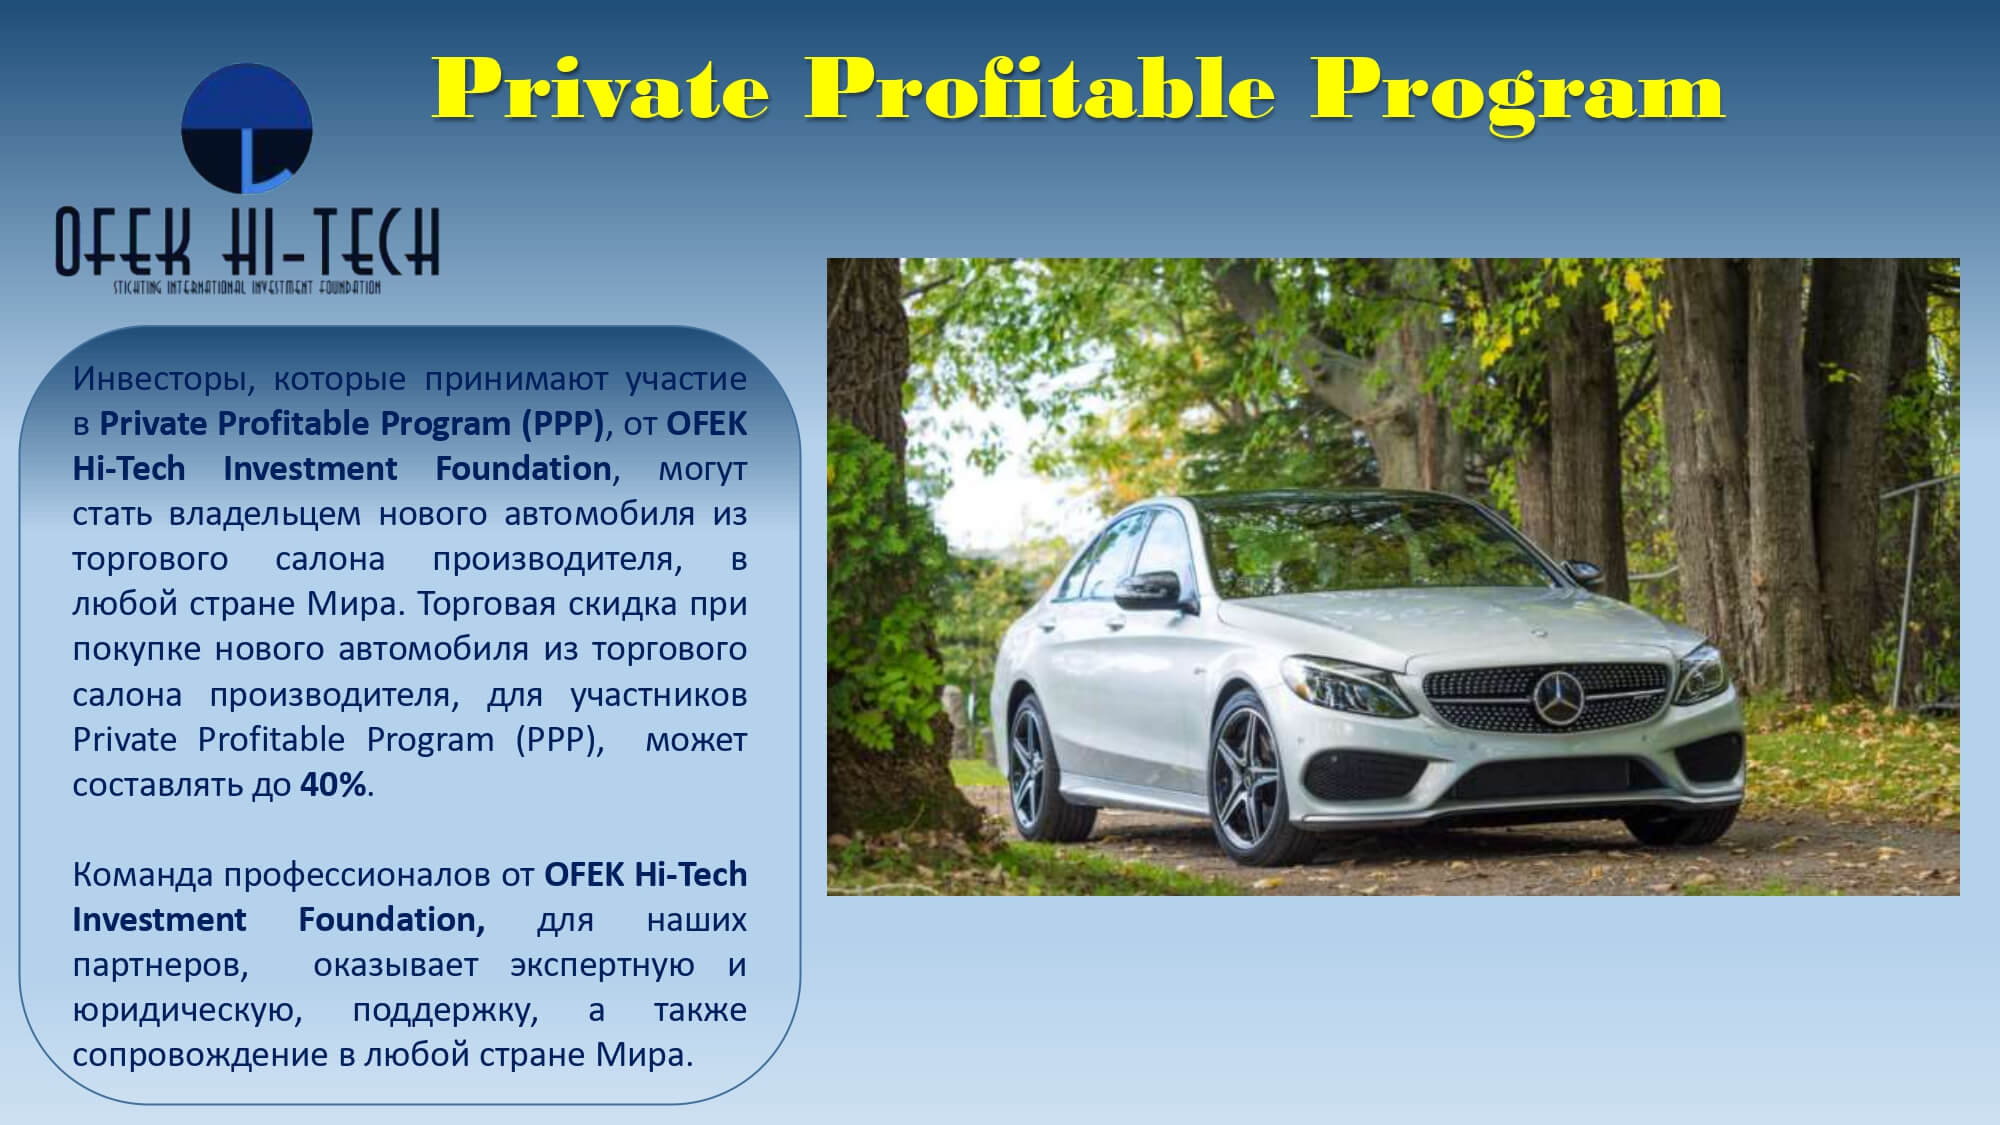 Private Profitable Program
OFEK HI-TECH
STICHTING INTERNATIONAL INVESTMENT FOUNDATION
Инвесторы, которые принимают участие
в Private Profitable Program (PPP), от OFEK
Hi-Tech Investment Foundation, могут
стать владельцем нового автомобиля из
торгового салона производителя, в
любой стране Мира. Торговая скидка при
покупке нового автомобиля из торгового
салона производителя, для участников
Private Profitable Program (PPP), может
составлять до 40%.
Команда профессионалов от OFEK Hi-Tech
Investment Foundation, для наших
партнеров, оказывает экспертную и
юридическую, поддержку, а также
сопровождение в любой стране Мира.